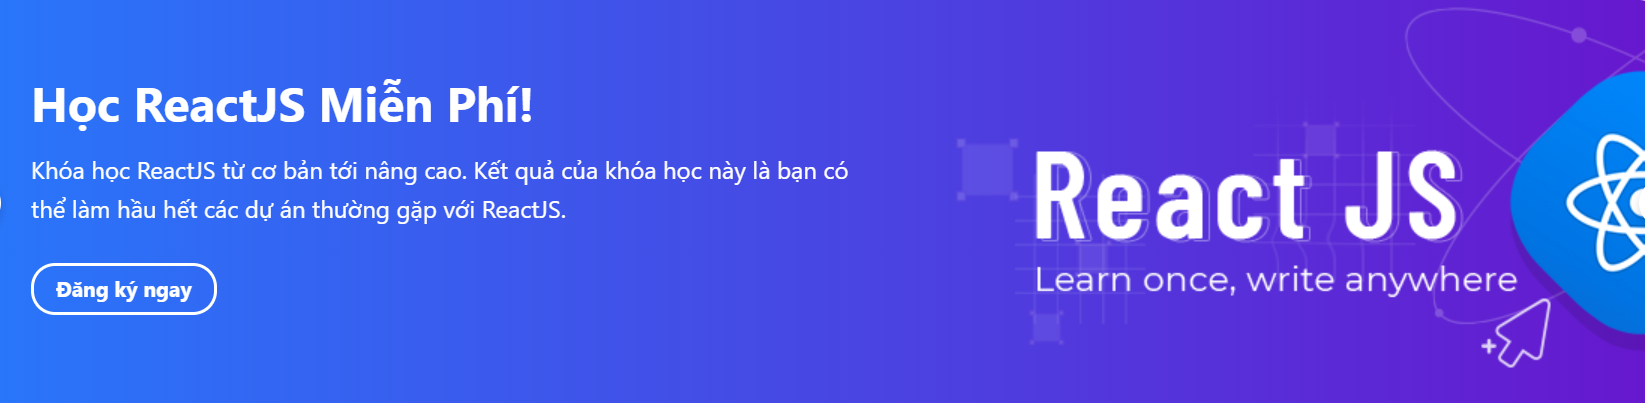 Học ReactJS Miễn Phí!
Khóa học ReactJS từ cơ bản tới nâng cao. Kết quả của khóa học này là bạn có
thể làm hầu hết các dự án thường gặp với ReactJS.
Đăng ký ngay
React JS
Learn once, write anywhere